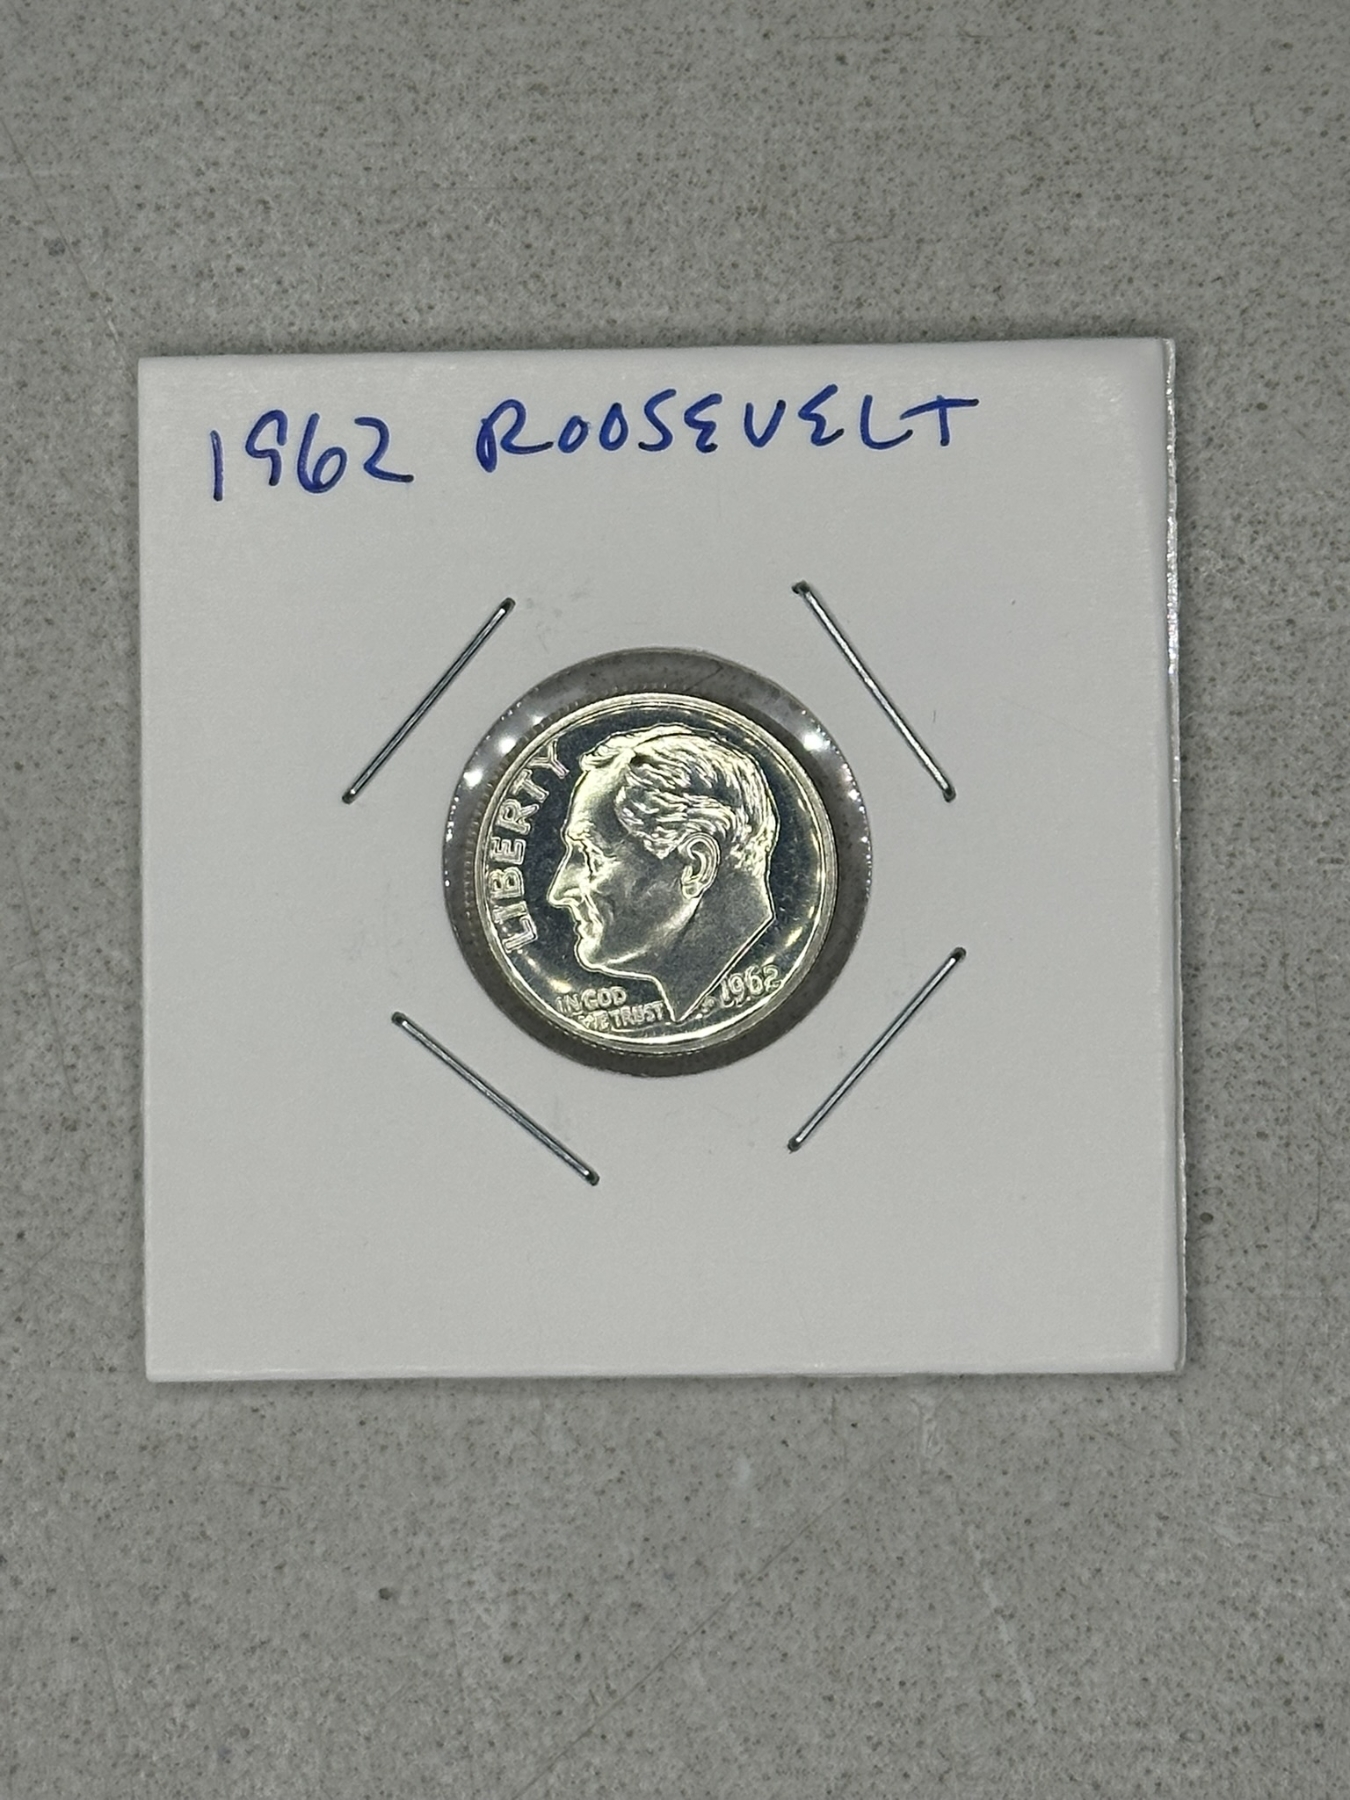 1962 ROOSEVELT
LIBERTY
IN GOD
WE TRUST
1962